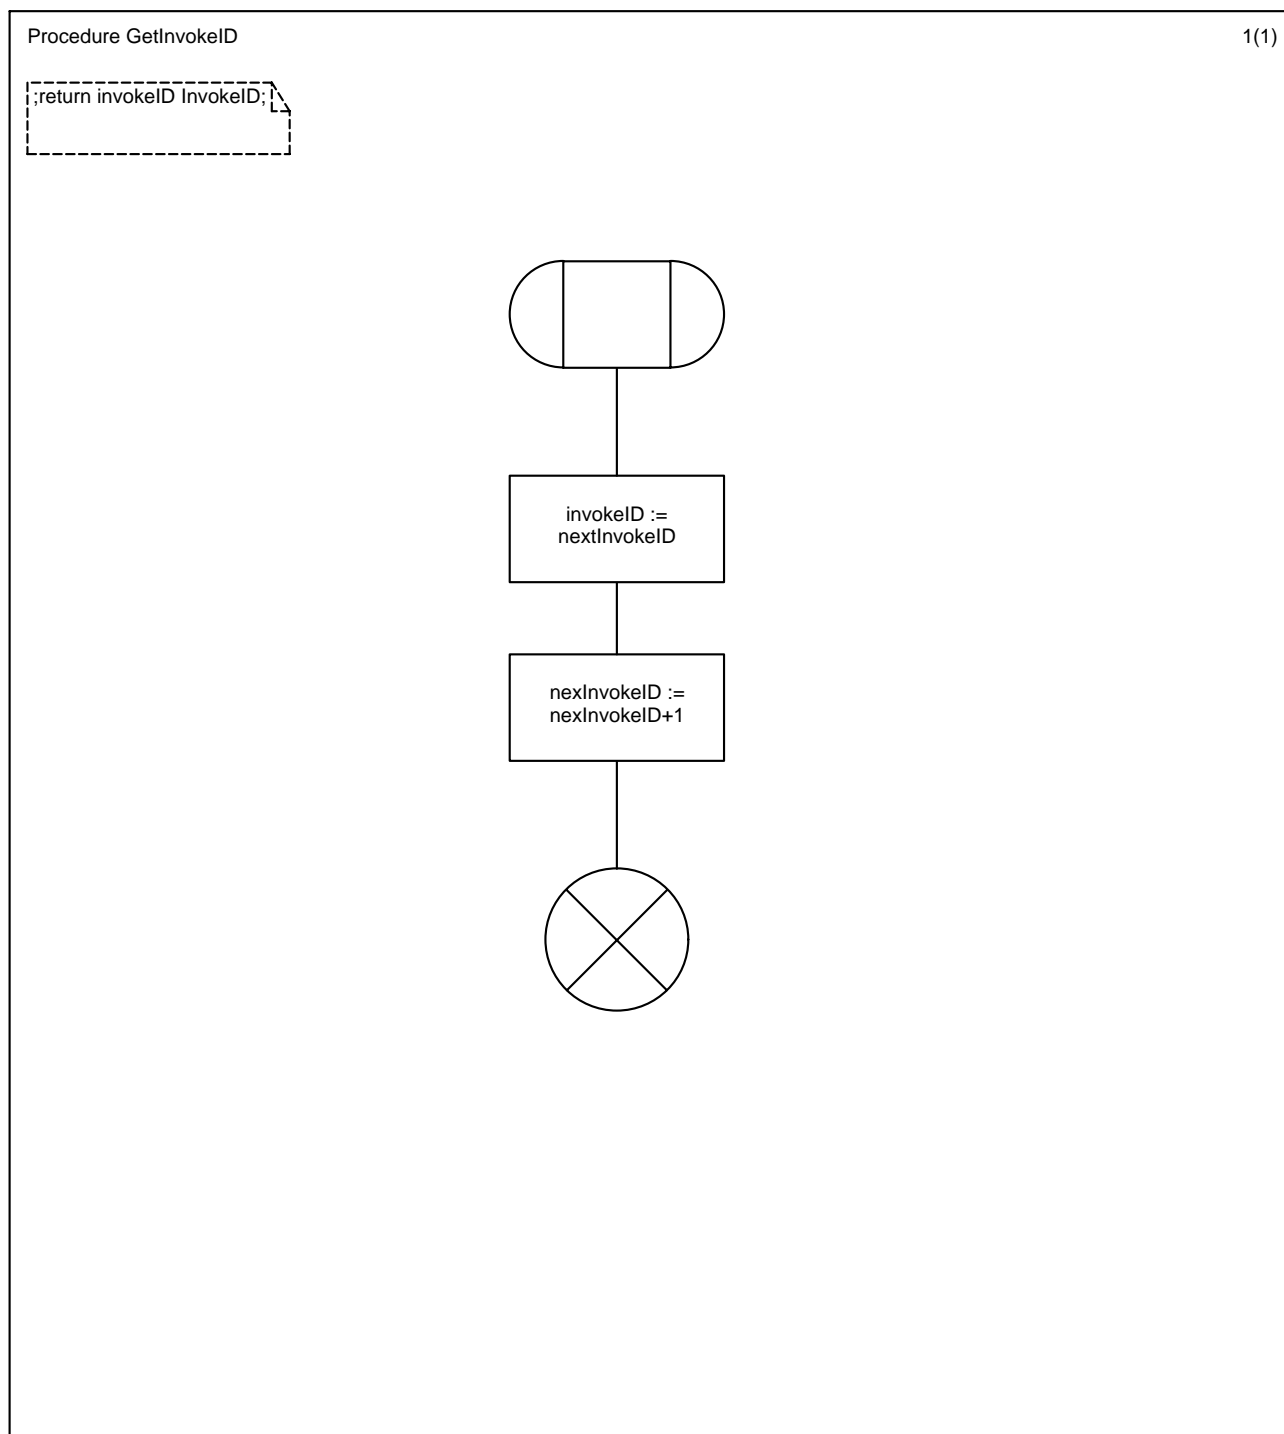 Procedure GetInvokeID
1(1)
;return invokeID InvokeID;
invokeID :=
nextInvokeID
nexInvokeID :=
nexInvokeID+1